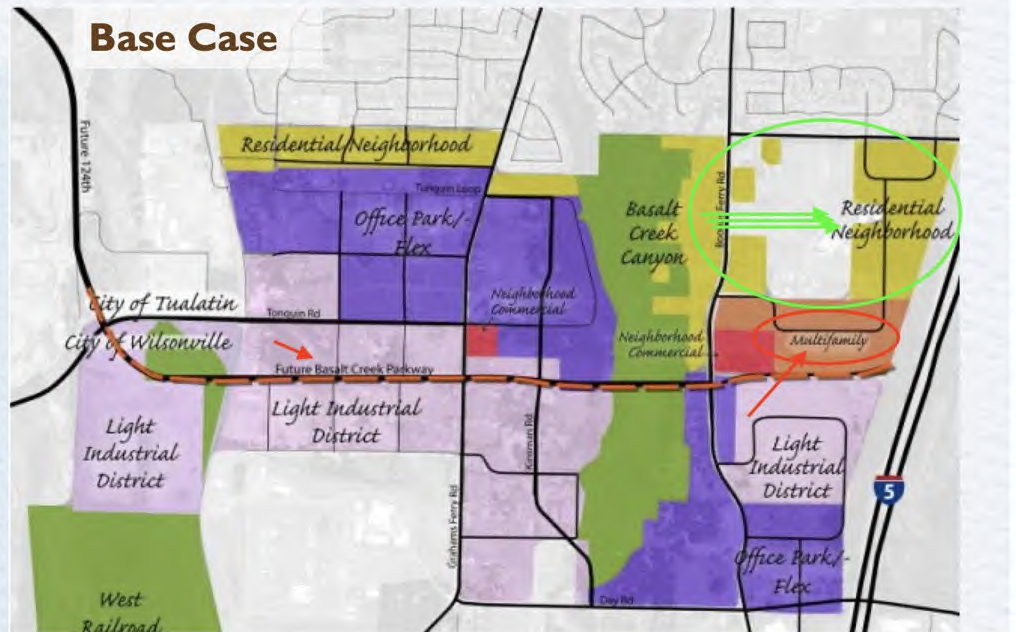 Base Case
Future 124th
Residential Neighborhood
Tonquin Loop
Office Park/-
Flex
Basalt
Creek
Canyon
Boones Ferry Rd
Residential
Neighborhood
City of Tualatin
Tonquin Rd
Neighborhood
Commercial
City of Wilsonville
Neighborhood
Commercial
Multifamily
Future Basalt Creek Parkway
Light Industrial
District
Light
Industrial
District
Kinsman Rd
Light
Industrial
District
5
Grahams Ferry Rd
Office Park/-
Flex
West
Railroad
Day Rd